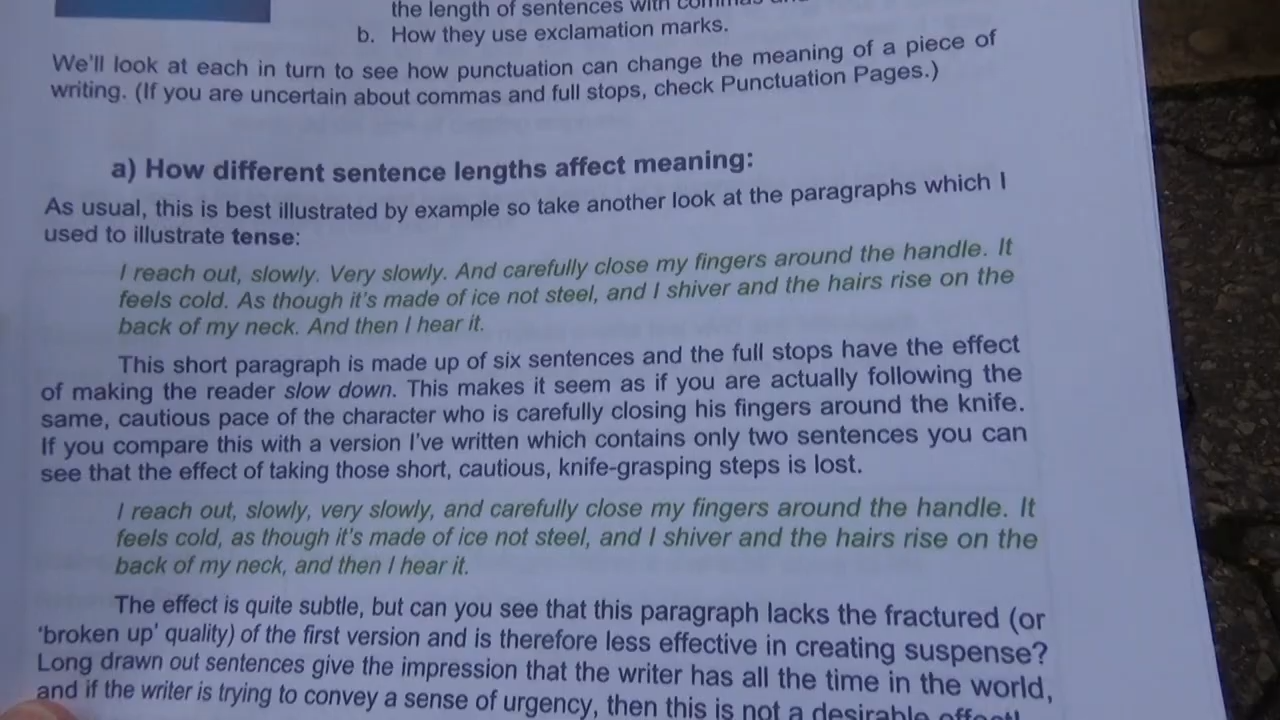 the length of sentences with commas and
b. How they use exclamation marks.
We'll look at each in turn to see how punctuation can change the meaning of a piece of
writing. (If you are uncertain about commas and full stops, check Punctuation Pages.)
a) How different sentence lengths affect meaning:
As usual, this is best illustrated by example so take another look at the paragraphs which I
used to illustrate tense:
I reach out, slowly. Very slowly. And carefully close my fingers around the handle. It
feels cold. As though it's made of ice not steel, and I shiver and the hairs rise on the
back of my neck. And then I hear it.
This short paragraph is made up of six sentences and the full stops have the effect
of making the reader slow down. This makes it seem as if you are actually following the
same, cautious pace of the character who is carefully closing his fingers around the knife.
If you compare this with a version I've written which contains only two sentences you can
see that the effect of taking those short, cautious, knife-grasping steps is lost.
I reach out, slowly, very slowly, and carefully close my fingers around the handle. It
feels cold, as though it's made of ice not steel, and I shiver and the hairs rise on the
back of my neck, and then I hear it.
The effect is quite subtle, but can you see that this paragraph lacks the fractured (or
'broken up' quality) of the first version and is therefore less effective in creating suspense?
Long drawn out sentences give the impression that the writer has all the time in the world,
and if the writer is trying to convey a sense of urgency, then this is not a desirable effect!